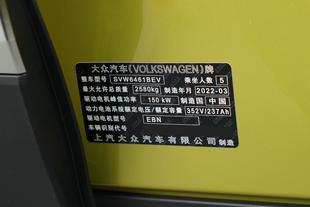 大众汽车(VOLKSWAGEN)牌
整车型号 SVW6461BEV 乘坐人数 5
最大允许总质量 2580kg 制造年月 2022-03
驱动电机峰值功率 150 kW 制造国 中国
动力电池系统额定电压/额定容量 352V/237Ah
驱动电机型号 EBN
车辆识别代号
上汽大众汽车有限公司 制造